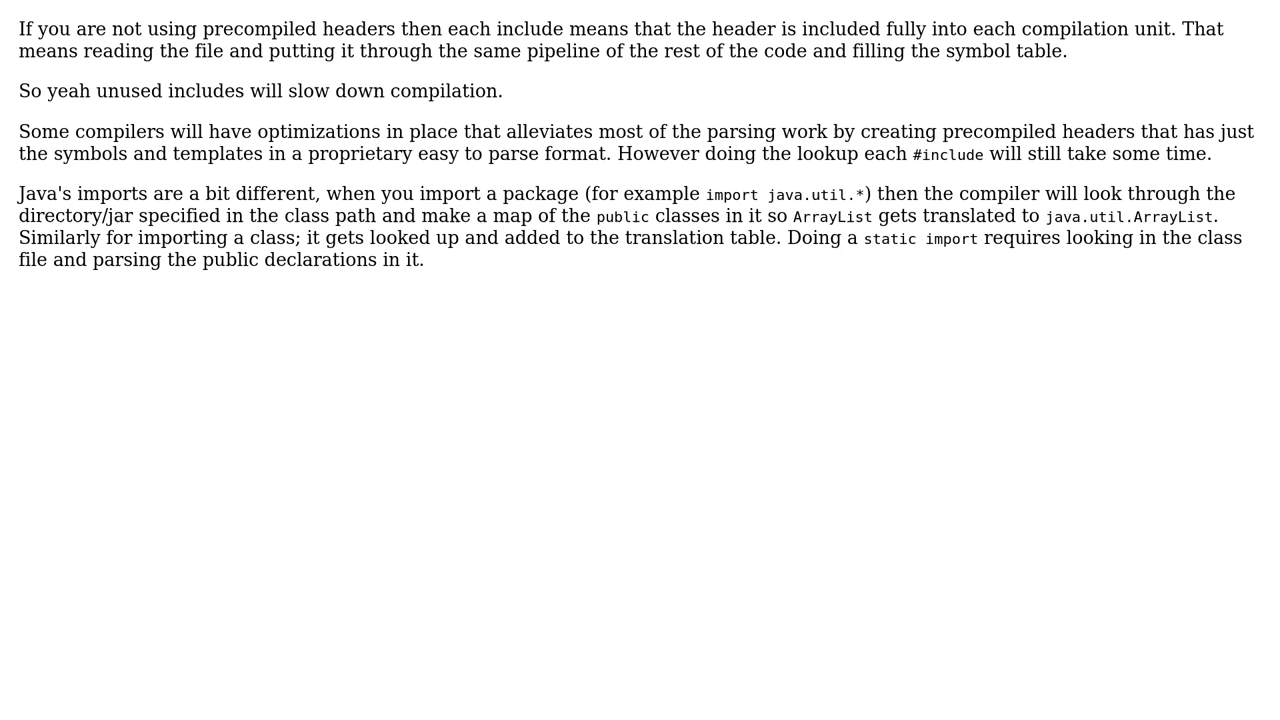 If you are not using precompiled headers then each include means that the header is included fully into each compilation unit. That
means reading the file and putting it through the same pipeline of the rest of the code and filling the symbol table.
So yeah unused includes will slow down compilation.
Some compilers will have optimizations in place that alleviates most of the parsing work by creating precompiled headers that has just
the symbols and templates in a proprietary easy to parse format. However doing the lookup each #include will still take some time.
Java's imports are a bit different, when you import a package (for example import java.util.*) then the compiler will look through the
directory/jar specified in the class path and make a map of the public classes in it so ArrayList gets translated to java.util.ArrayList.
Similarly for importing a class; it gets looked up and added to the translation table. Doing a static import requires looking in the class
file and parsing the public declarations in it.